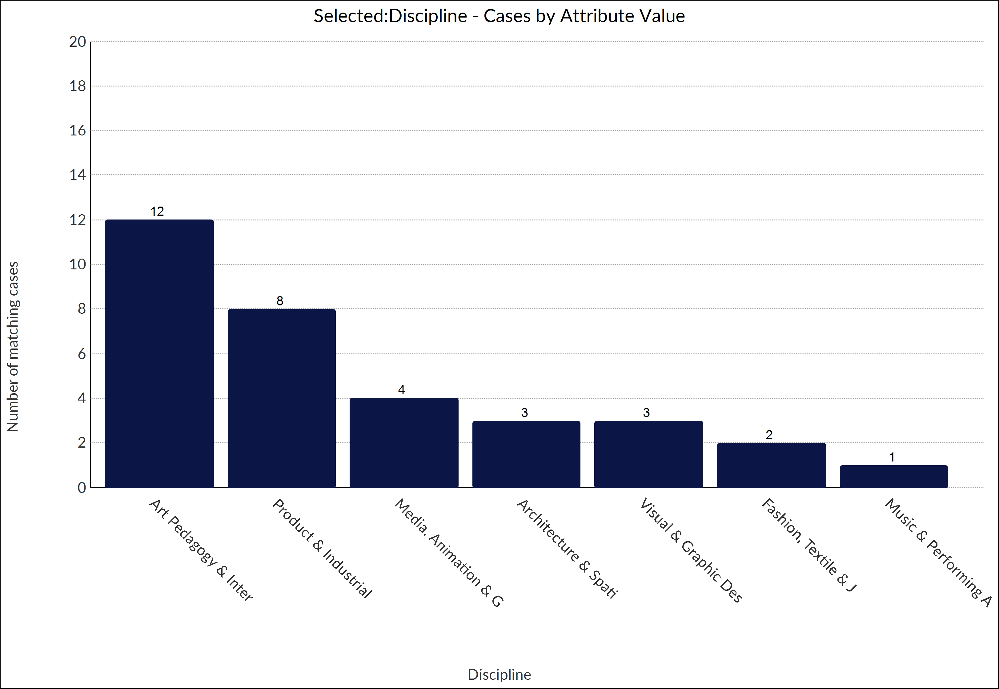 Selected:Discipline - Cases by Attribute Value
20
18
16
14
12
10
8
6
4
2
0
Number of matching cases
12
8
4
3
3
2
1
Art Pedagogy & Inter
Product & Industrial
Media, Animation & G
Architecture & Spati
Visual & Graphic Des
Fashion, Textile & J
Music & Performing A
Discipline